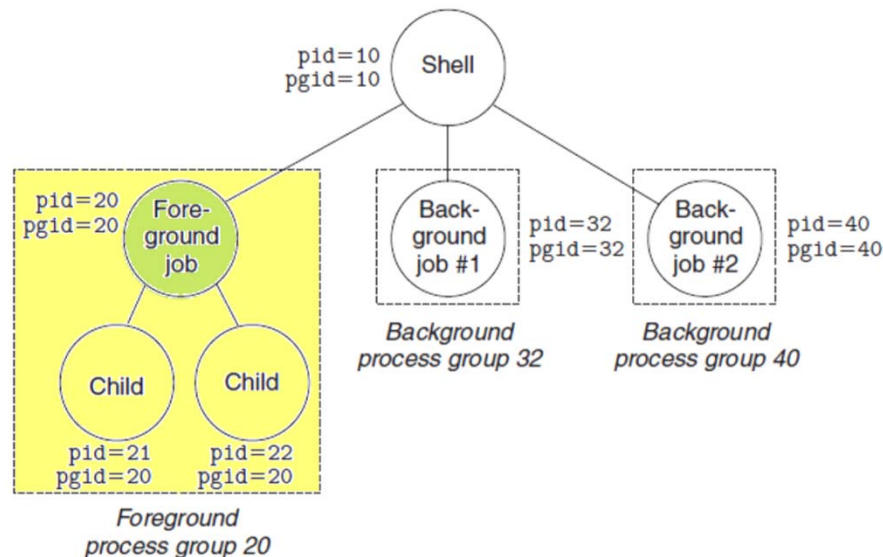 pid=10
pgid=10
Shell
pid=20
pgid=20
Fore-
ground
job
Back-
ground
job #1
pid=32
pgid=32
Back-
ground
job #2
pid=40
pgid=40
Background
process group 32
Background
process group 40
Child
Child
pid=21
pgid=20
pid=22
pgid=20
Foreground
process group 20